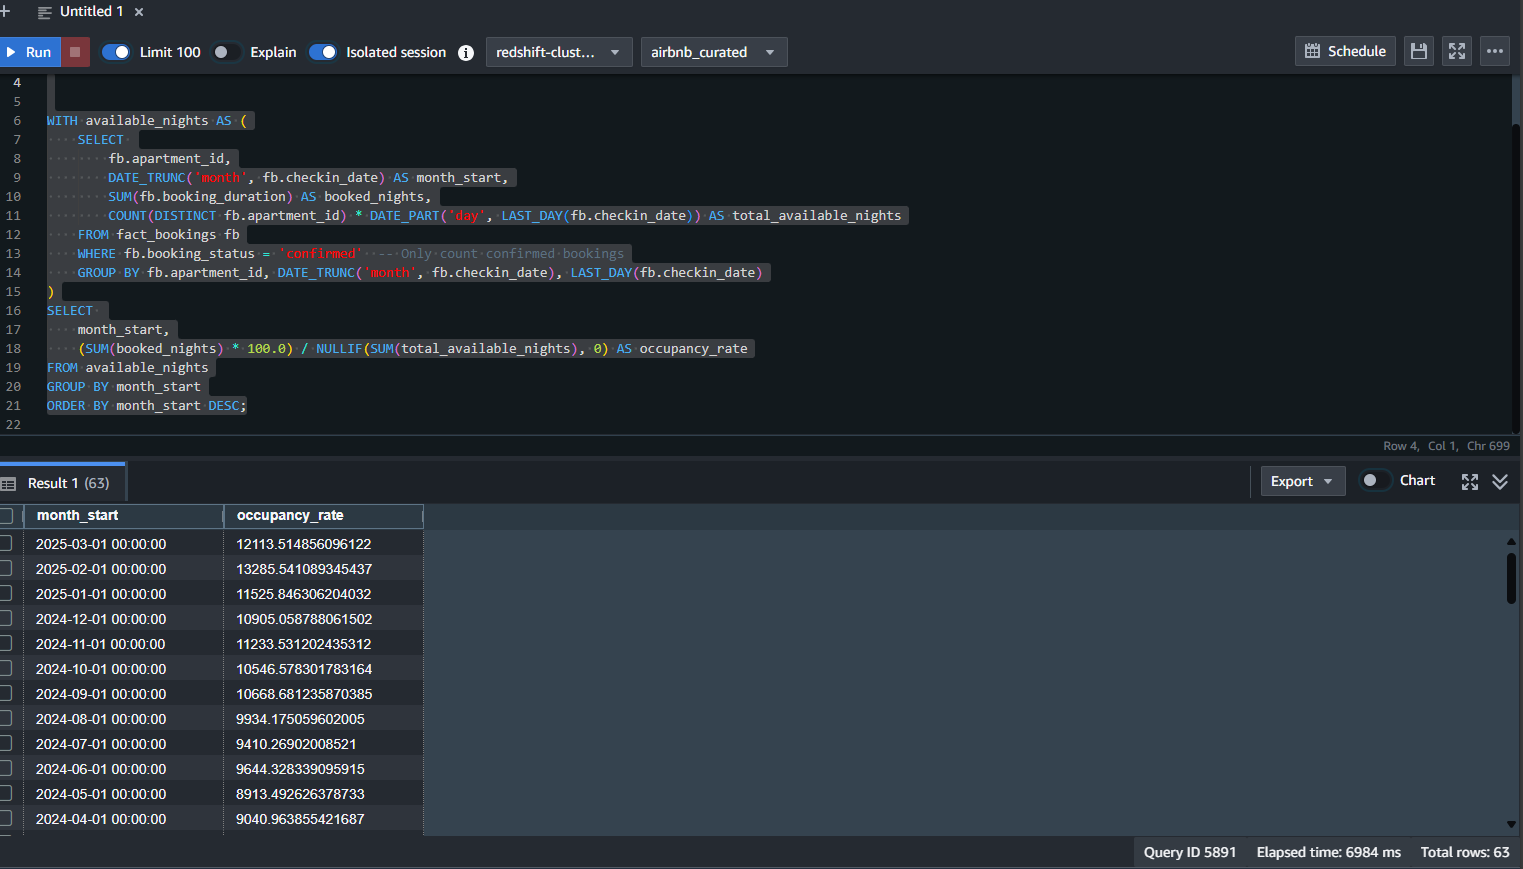 Untitled 1
Run Limit 100 Explain Isolated session redshift-clust... airbnb_curated Schedule
4
5
6 WITH available_nights AS (
7 SELECT
8 fb.apartment_id,
9 DATE_TRUNC('month', fb.checkin_date) AS month_start,
10 SUM(fb.booking_duration) AS booked_nights,
11 COUNT(DISTINCT fb.apartment_id) * DATE_PART('day', LAST_DAY(fb.checkin_date)) AS total_available_nights
12 FROM fact_bookings fb
13 WHERE fb.booking_status = 'confirmed' -- Only count confirmed bookings
14 GROUP BY fb.apartment_id, DATE_TRUNC('month', fb.checkin_date), LAST_DAY(fb.checkin_date)
15 )
16 SELECT
17 month_start,
18 (SUM(booked_nights) * 100.0) / NULLIF(SUM(total_available_nights), 0) AS occupancy_rate
19 FROM available_nights
20 GROUP BY month_start
21 ORDER BY month_start DESC;
22
Row 4, Col 1, Chr 699
Result 1 (63) Export Chart
month_start occupancy_rate
2025-03-01 00:00:00 12113.514856096122
2025-02-01 00:00:00 13285.541089345437
2025-01-01 00:00:00 11525.846306204032
2024-12-01 00:00:00 10905.058788061502
2024-11-01 00:00:00 11233.531202435312
2024-10-01 00:00:00 10546.578301783164
2024-09-01 00:00:00 10668.681235870385
2024-08-01 00:00:00 9934.175059602005
2024-07-01 00:00:00 9410.26902008521
2024-06-01 00:00:00 9644.328339095915
2024-05-01 00:00:00 8913.492626378733
2024-04-01 00:00:00 9040.963855421687
Query ID 5891 Elapsed time: 6984 ms Total rows: 63